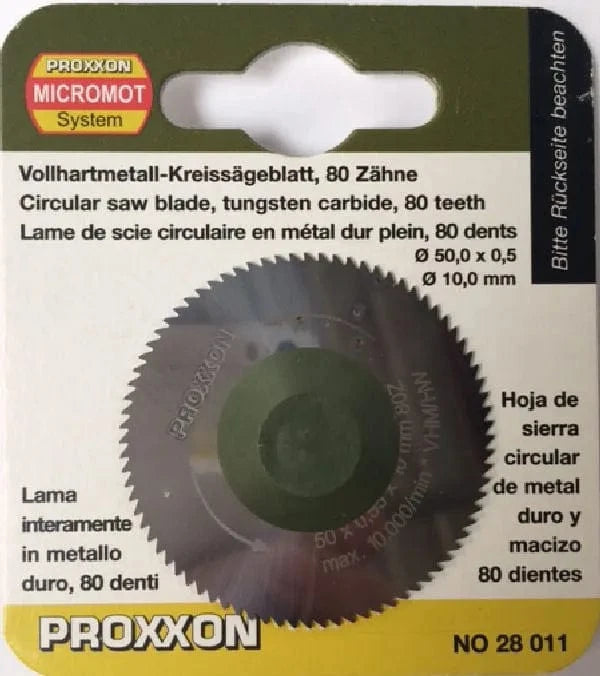 PROXXON
MICROMOT
System
Bitte Rückseite beachten
Vollhartmetall-Kreissägeblatt, 80 Zähne
Circular saw blade, tungsten carbide, 80 teeth
Lame de scie circulaire en métal dur plein, 80 dents
Ø 50,0 x 0,5
Ø 10,0 mm
PROXXON
max. 10.000/min * VHM/HW
Hoja de
sierra
circular
de metal
duro y
macizo
80 dientes
Lama
interamente
in metallo
duro, 80 denti
PROXXON
NO 28 011